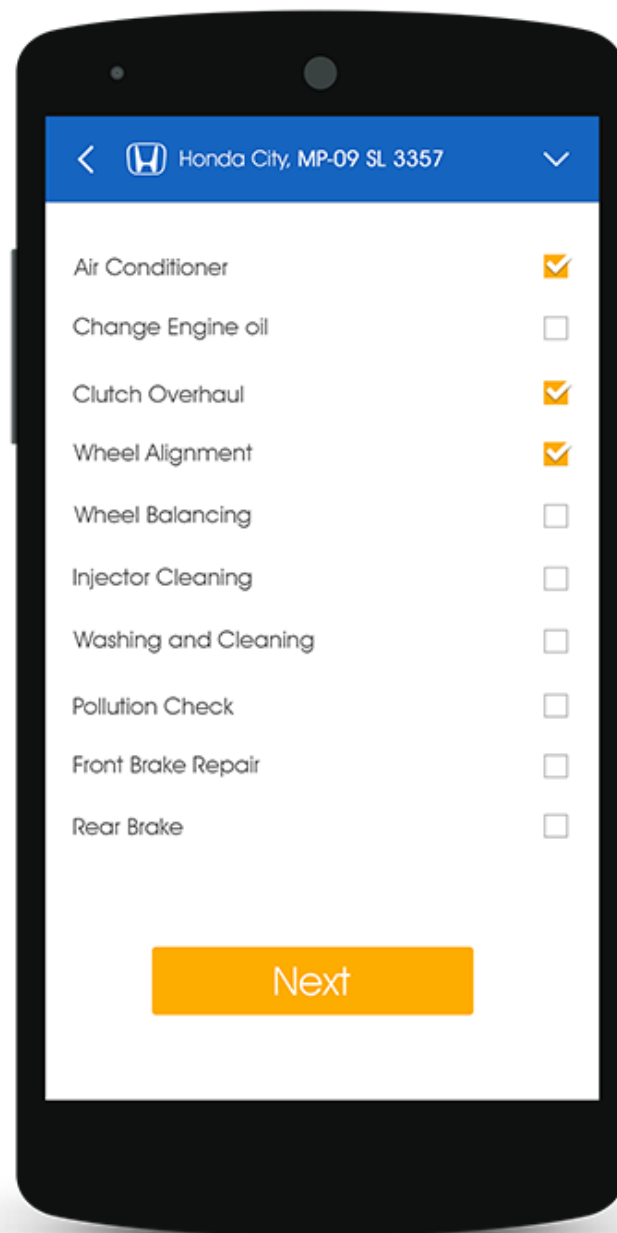 Honda City, MP-09 SL 3357
Air Conditioner
Change Engine oil
Clutch Overhaul
Wheel Alignment
Wheel Balancing
Injector Cleaning
Washing and Cleaning
Pollution Check
Front Brake Repair
Rear Brake
Next